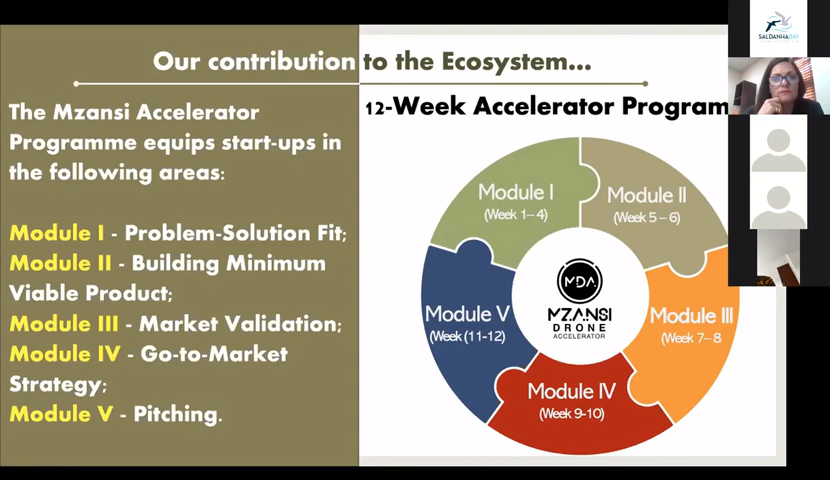 Our contribution to the Ecosystem...
The Mzansi Accelerator
Programme equips start-ups in
the following areas:
Module I - Problem-Solution Fit;
Module II - Building Minimum
Viable Product;
Module III - Market Validation;
Module IV - Go-to-Market
Strategy;
Module V - Pitching.
12-Week Accelerator Program
Module I
(Week 1-4)
Module II
(Week 5-6)
Module III
(Week 7-8
Module IV
(Week 9-10)
Module V
(Week (11-12)
MDA
MZANSI
DRONE
ACCELERATOR
SALDANHABAY